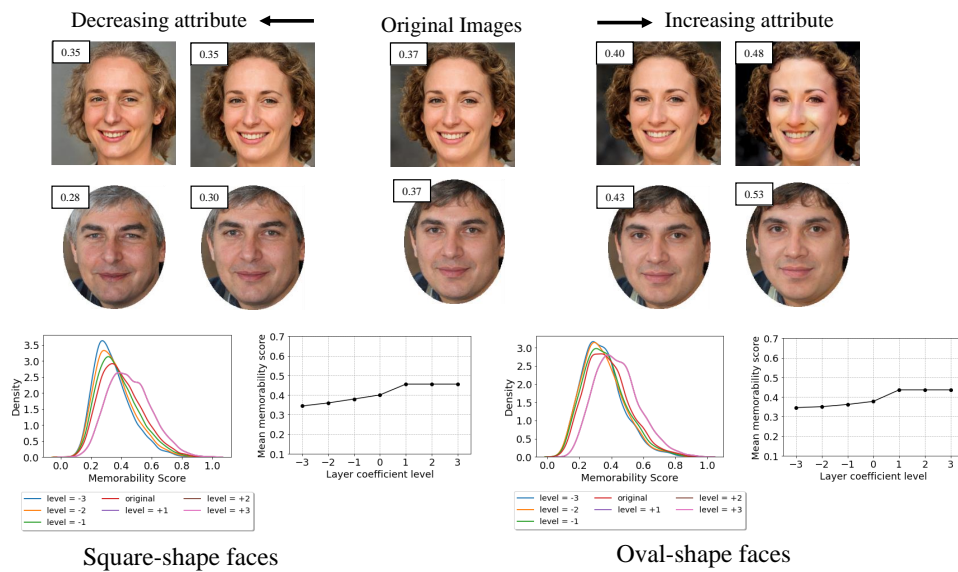 Decreasing attribute
Original Images
Increasing attribute
0.35
0.35
0.37
0.40
0.48
0.28
0.30
0.37
0.43
0.53
Density
3.5
3.0
2.5
2.0
1.5
1.0
0.5
0.0
0.0 0.2 0.4 0.6 0.8 1.0
Memorability Score
level = -3
level = -2
level = -1
original
level = +1
level = +2
level = +3
Mean memorability score
0.7
0.6
0.5
0.4
0.3
0.2
0.1
−3 −2 −1 0 1 2 3
Layer coefficient level
Density
3.0
2.5
2.0
1.5
1.0
0.5
0.0
0.0 0.2 0.4 0.6 0.8 1.0
Memorability Score
level = -3
level = -2
level = -1
original
level = +1
level = +2
level = +3
Mean memorability score
0.7
0.6
0.5
0.4
0.3
0.2
0.1
−3 −2 −1 0 1 2 3
Layer coefficient level
Square-shape faces
Oval-shape faces